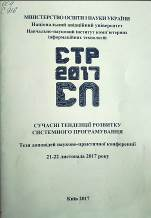 МІНІСТЕРСТВО ОСВІТИ І НАУКИ УКРАЇНИ
Національний авіаційний університет
Навчально-науковий інститут комп'ютерних
інформаційних технологій
СТР
2017
СП
СУЧАСНІ ТЕНДЕНЦІЇ РОЗВИТКУ
СИСТЕМНОГО ПРОГРАМУВАННЯ
Тези доповідей науково-практичної конференції
21-22 листопада 2017 року
Київ 2017